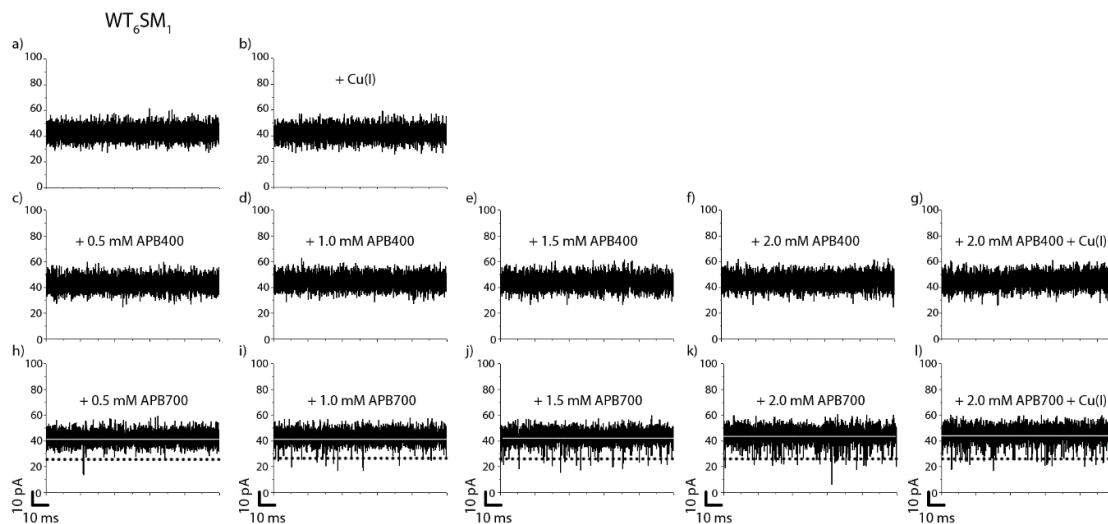 WT6SM1
a) b)
100 100
80 + Cu(I) 80
60 60
40 40
20 20
0 0
c) d) e) f) g)
100 100 100 100 100
80 + 0.5 mM APB400 80 + 1.0 mM APB400 80 + 1.5 mM APB400 80 + 2.0 mM APB400 80 + 2.0 mM APB400 + Cu(I)
60 60 60 60 60
40 40 40 40 40
20 20 20 20 20
0 0 0 0 0
h) i) j) k) l)
100 100 100 100 100
80 + 0.5 mM APB700 80 + 1.0 mM APB700 80 + 1.5 mM APB700 80 + 2.0 mM APB700 80 + 2.0 mM APB700 + Cu(I)
60 60 60 60 60
40 40 40 40 40
20 20 20 20 20
0 0 0 0 0
10 pA 10 pA 10 pA 10 pA 10 pA
10 ms 10 ms 10 ms 10 ms 10 ms